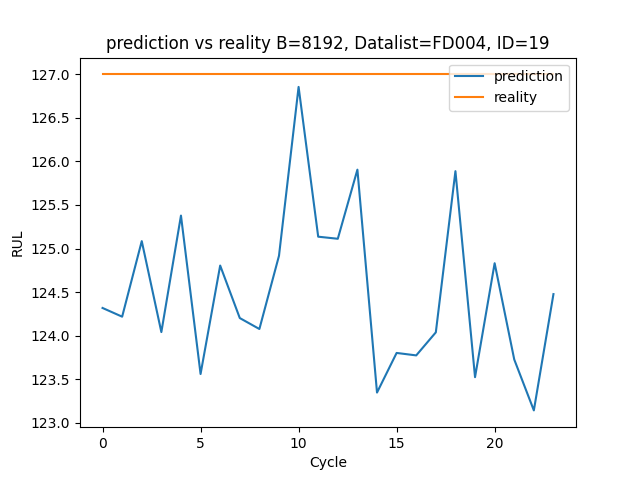 prediction vs reality B=8192, Datalist=FD004, ID=19
127.0
126.5
126.0
125.5
125.0
124.5
124.0
123.5
123.0
RUL
prediction
reality
0 5 10 15 20
Cycle